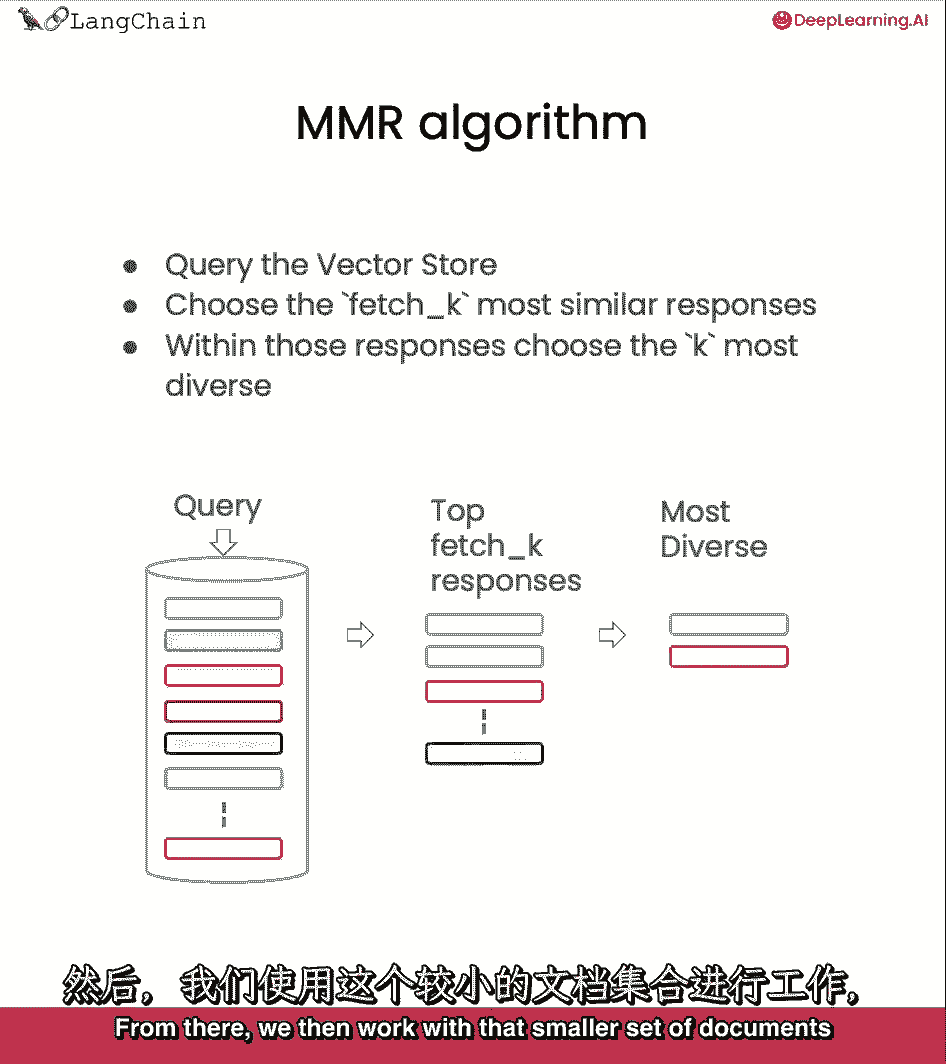 LangChain
DeepLearning.AI
MMR algorithm
● Query the Vector Store
● Choose the `fetch_k` most similar responses
● Within those responses choose the `k` most
diverse
Query
Top
fetch_k
responses
Most
Diverse
然后，我们使用这个较小的文档集合进行工作，
From there, we then work with that smaller set of documents